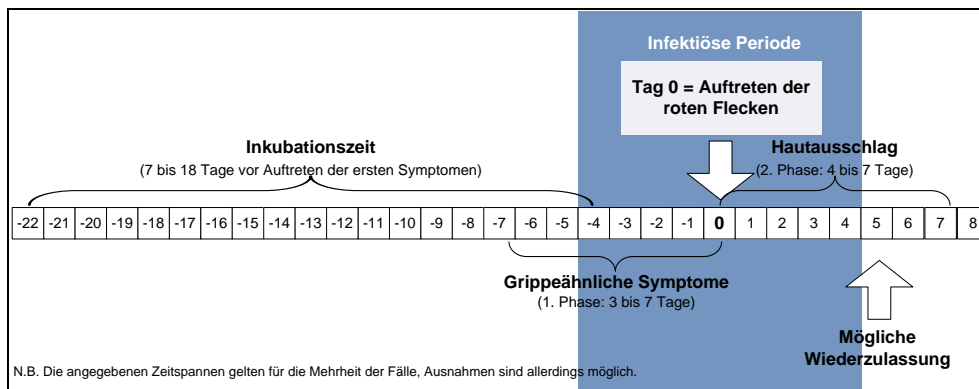 Infektiöse Periode
Tag 0 = Auftreten der
roten Flecken
Inkubationszeit
(7 bis 18 Tage vor Auftreten der ersten Symptomen)
Hautausschlag
(2. Phase: 4 bis 7 Tage)
-22 -21 -20 -19 -18 -17 -16 -15 -14 -13 -12 -11 -10 -9 -8 -7 -6 -5 -4 -3 -2 -1 0 1 2 3 4 5 6 7 8
Grippeähnliche Symptome
(1. Phase: 3 bis 7 Tage)
Mögliche
Wiederzulassung
N.B. Die angegebenen Zeitspannen gelten für die Mehrheit der Fälle, Ausnahmen sind allerdings möglich.